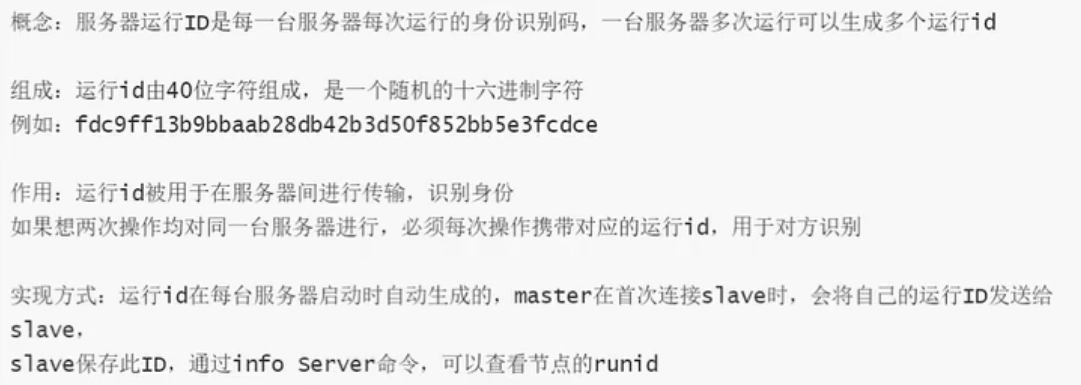 概念：服务器运行ID是每一台服务器每次运行的身份识别码，一台服务器多次运行可以生成多个运行id
组成：运行id由40位字符组成，是一个随机的十六进制字符
例如：fdc9ff13b9bbaab28db42b3d50f852bb5e3fcdce
作用：运行id被用于在服务器间进行传输，识别身份
如果想两次操作均对同一台服务器进行，必须每次操作携带对应的运行id，用于对方识别
实现方式：运行id在每台服务器启动时自动生成的，master在首次连接slave时，会将自己的运行ID发送给
slave，
slave保存此ID，通过info Server命令，可以查看节点的runid